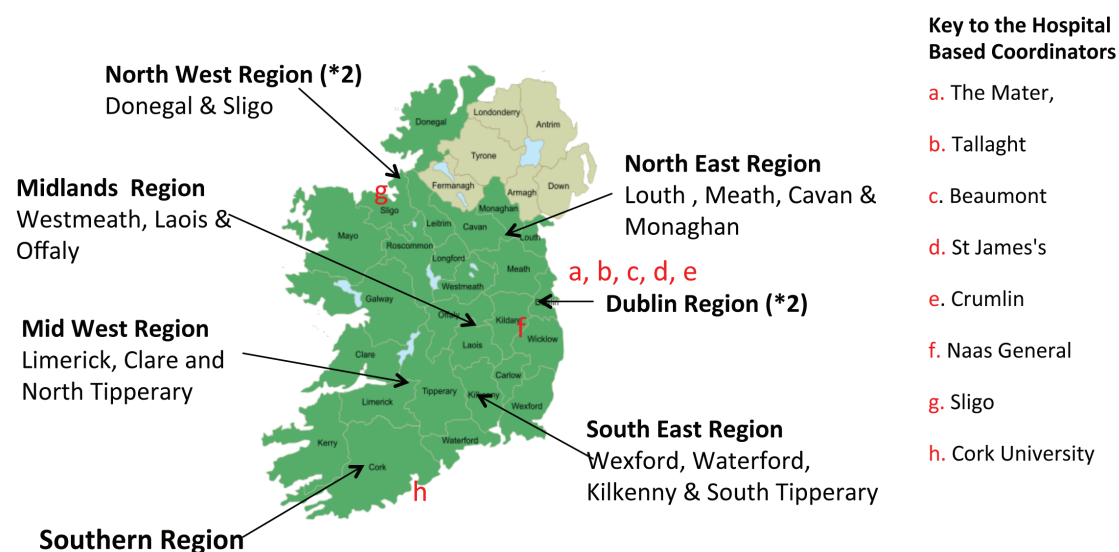 North West Region (*2)
Donegal & Sligo
Midlands  Region
Westmeath, Laois &
Offaly
Mid West Region
Limerick, Clare and
North Tipperary
Southern Region
North East Region
Louth , Meath, Cavan &
Monaghan
a, b, c, d, e
Dublin Region (*2)
South East Region
Wexford, Waterford,
Kilkenny & South Tipperary
Donegal
Londonderry
Antrim
Tyrone
Fermanagh
Armagh
Down
Monaghan
g
Sligo
Leitrim
Cavan
Louth
Mayo
Roscommon
Longford
Meath
Westmeath
Galway
Offaly
Kildare
f
Wicklow
Laois
Clare
Carlow
Tipperary
Kilkenny
Limerick
Wexford
Waterford
Kerry
Cork
h
Key to the Hospital
Based Coordinators
a. The Mater,
b. Tallaght
c. Beaumont
d. St James's
e. Crumlin
f. Naas General
g. Sligo
h. Cork University